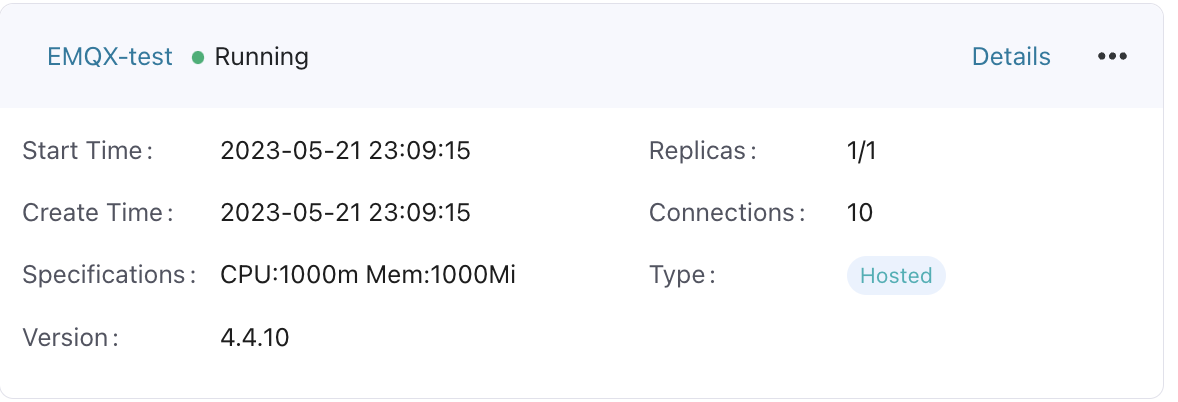 EMQX-test Running Details
Start Time: 2023-05-21 23:09:15 Replicas: 1/1
Create Time: 2023-05-21 23:09:15 Connections: 10
Specifications: CPU:1000m Mem:1000Mi Type: Hosted
Version: 4.4.10